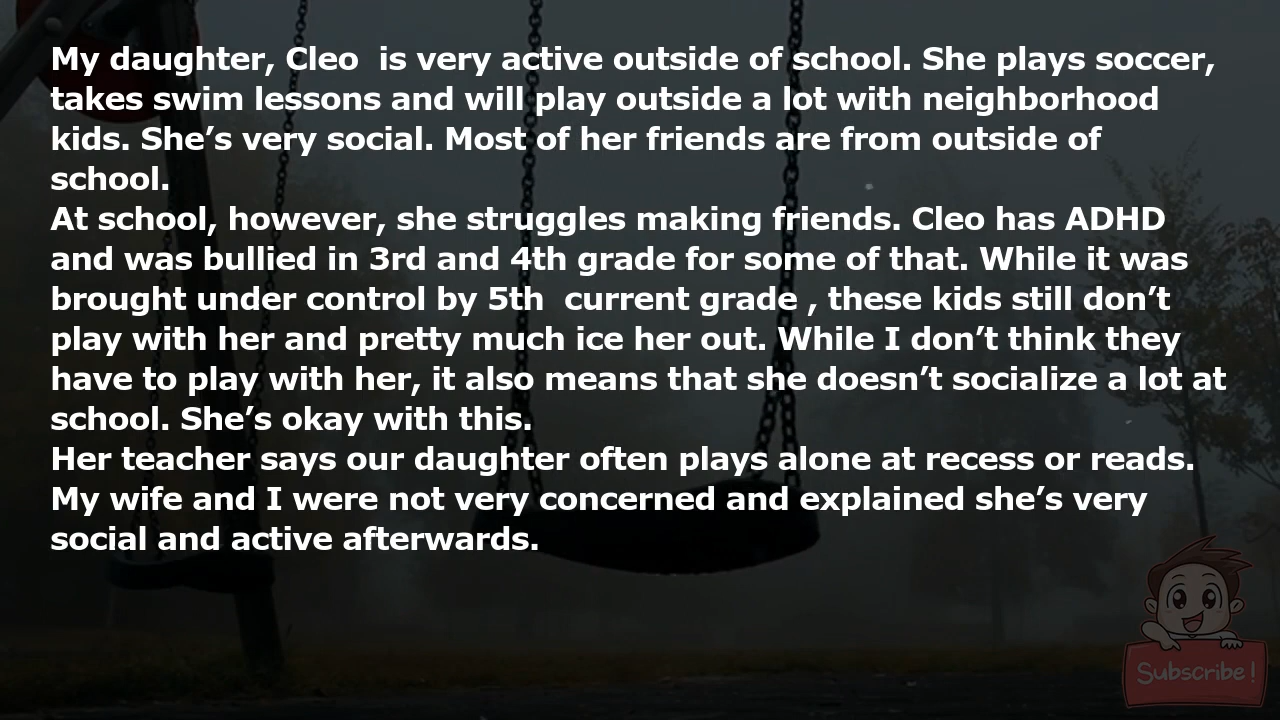 My daughter, Cleo  is very active outside of school. She plays soccer,
takes swim lessons and will play outside a lot with neighborhood
kids. She’s very social. Most of her friends are from outside of
school.
At school, however, she struggles making friends. Cleo has ADHD
and was bullied in 3rd and 4th grade for some of that. While it was
brought under control by 5th  current grade , these kids still don’t
play with her and pretty much ice her out. While I don’t think they
have to play with her, it also means that she doesn’t socialize a lot at
school. She’s okay with this.
Her teacher says our daughter often plays alone at recess or reads.
My wife and I were not very concerned and explained she’s very
social and active afterwards.
Subscribe!